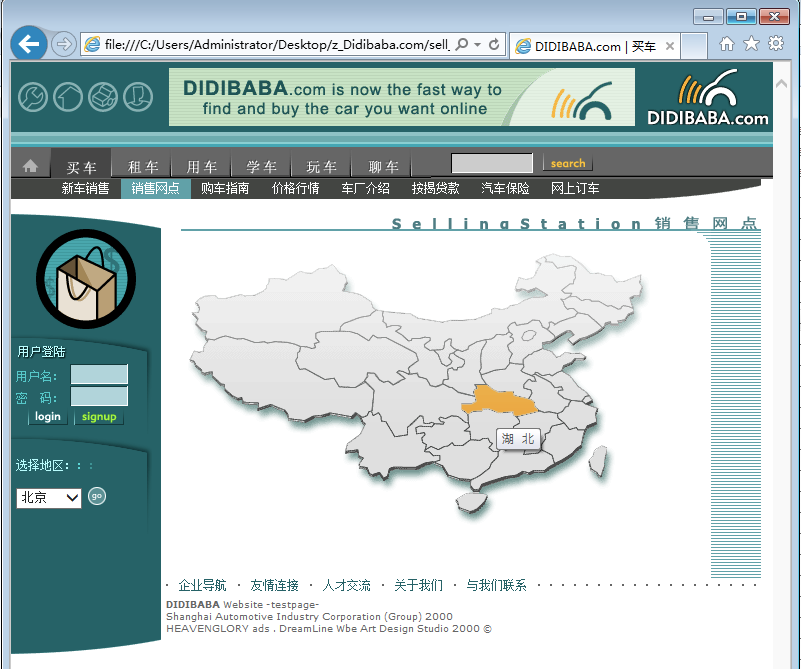 file:///C:/Users/Administrator/Desktop/z_Didibaba.com/sell_
DIDIBABA.com | 买车
DIDIBABA.com is now the fast way to
find and buy the car you want online
DIDIBABA.com
买车 租车 用车 学车 玩车 聊车 search
新车销售 销售网点 购车指南 价格行情 车厂介绍 按揭贷款 汽车保险 网上订车
SellingStation 销售网点
用户登陆
用户名:
密 码:
login signup
湖 北
选择地区: : :
北京 go
· 企业导航 · 友情连接 · 人才交流 · 关于我们 · 与我们联系
DIDIBABA Website -testpage-
Shanghai Automotive Industry Corporation (Group) 2000
HEAVENGLORY ads . DreamLine Wbe Art Design Studio 2000 ©